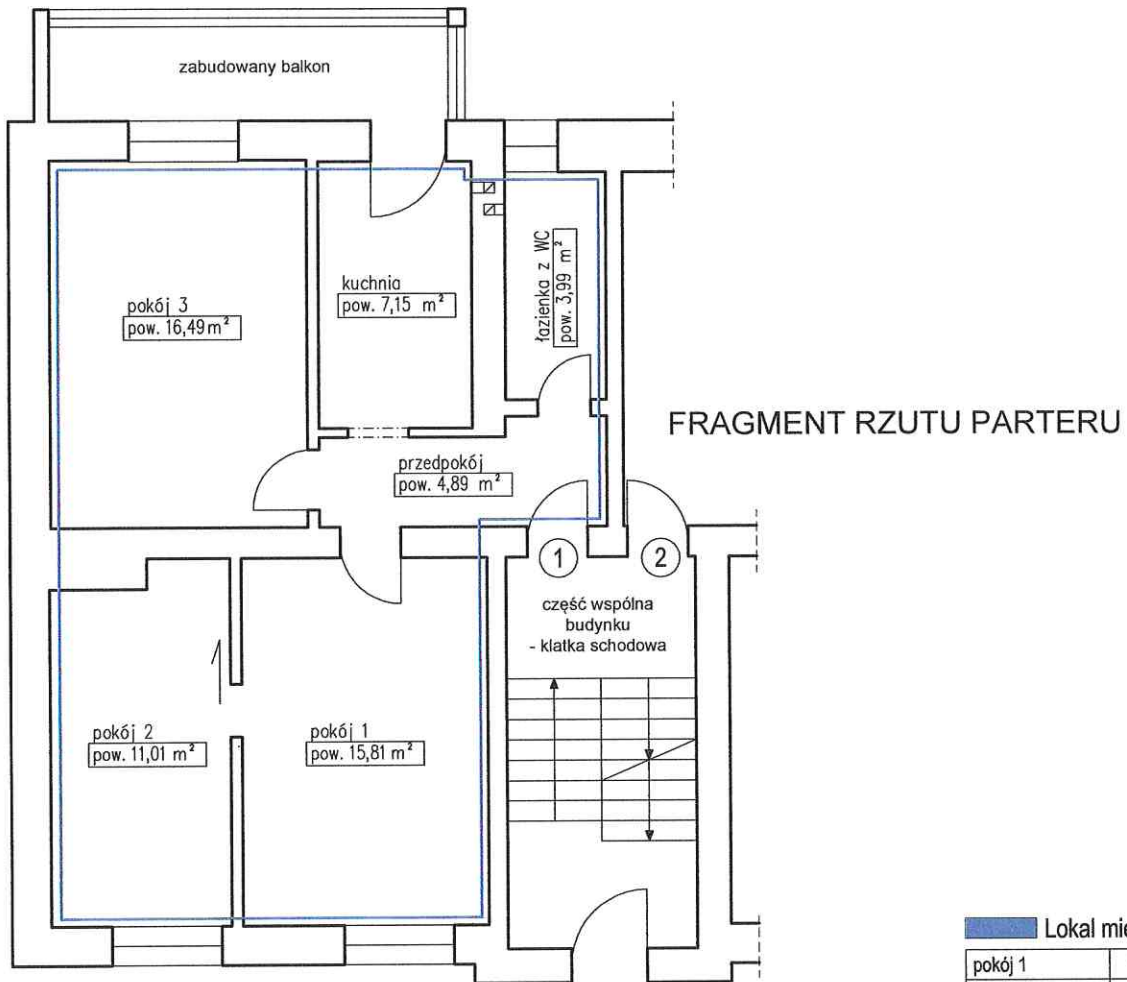 zabudowany balkon
pokój 3
pow. 16,49 m²
kuchnia
pow. 7,15 m²
łazienka z WC
pow. 3,99 m²
FRAGMENT RZUTU PARTERU
przedpokój
pow. 4,89 m²
1
2
część wspólna
budynku
- klatka schodowa
pokój 2
pow. 11,01 m²
pokój 1
pow. 15,81 m²
Lokal
pokój 1